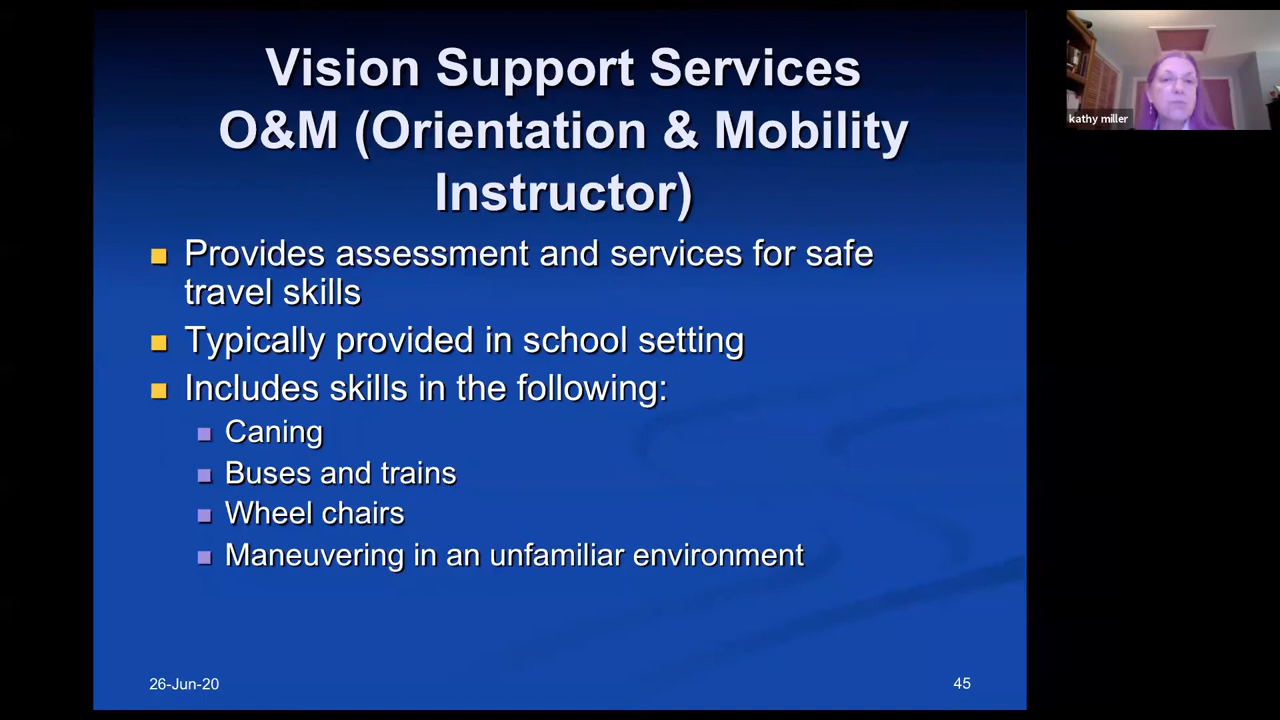 Vision Support Services
O&M (Orientation & Mobility
Instructor)
Provides assessment and services for safe
travel skills
Typically provided in school setting
Includes skills in the following:
Caning
Buses and trains
Wheel chairs
Maneuvering in an unfamiliar environment
26-Jun-20
45
kathy miller